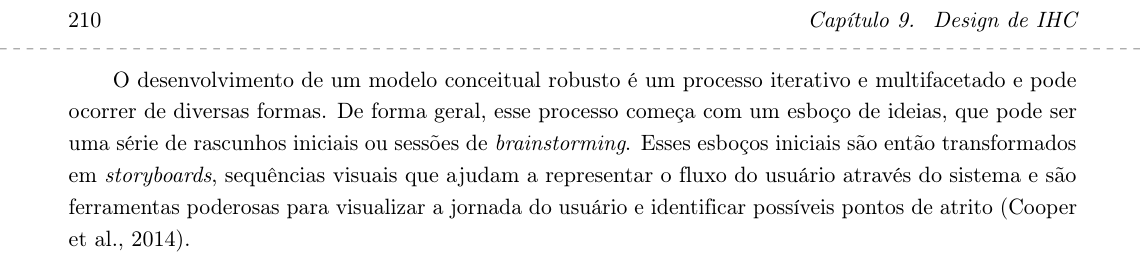 210 Capítulo 9. Design de IHC
O desenvolvimento de um modelo conceitual robusto é um processo iterativo e multifacetado e pode
ocorrer de diversas formas. De forma geral, esse processo começa com um esboço de ideias, que pode ser
uma série de rascunhos iniciais ou sessões de brainstorming. Esses esboços iniciais são então transformados
em storyboards, sequências visuais que ajudam a representar o fluxo do usuário através do sistema e são
ferramentas poderosas para visualizar a jornada do usuário e identificar possíveis pontos de atrito (Cooper
et al., 2014).